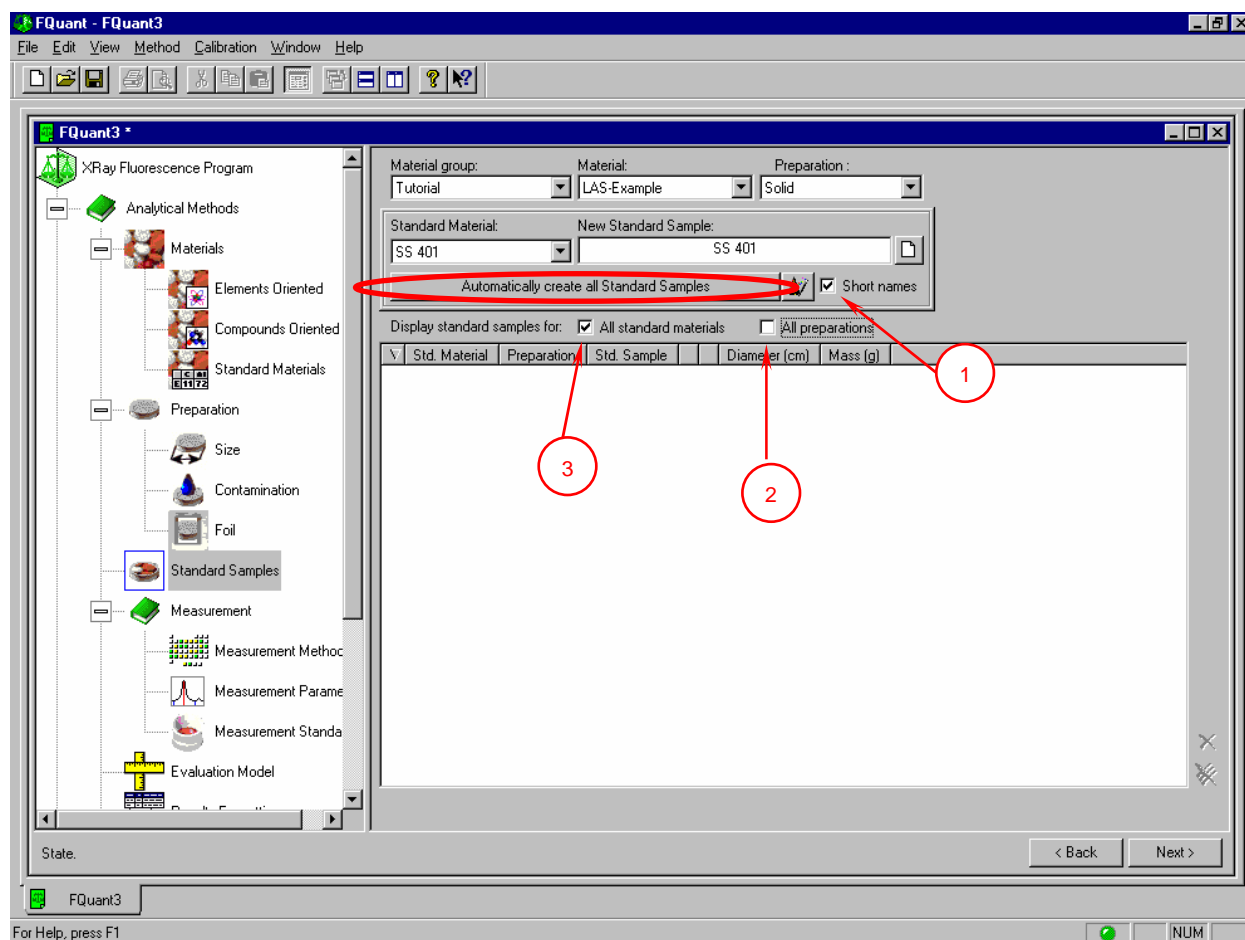 FQuant - FQuant3
File Edit View Method Calibration Window Help
FQuant3 *
XRay Fluorescence Program
Analytical Methods
Materials
Elements Oriented
Compounds Oriented
Standard Materials
Preparation
Size
Contamination
Foil
Standard Samples
Measurement
Measurement Methoc
Measurement Parame
Measurement Standa
Evaluation Model
Material group: Material: Preparation :
Tutorial LAS-Example Solid
Standard Material: New Standard Sample:
SS 401 SS 401
Automatically create all Standard Samples Short names
Display standard samples for: All standard materials All preparations
Std. Material Preparation Std. Sample Diameter (cm) Mass (g)
1
3
2
State. < Back Next >
FQuant3
For Help, press F1 NUM